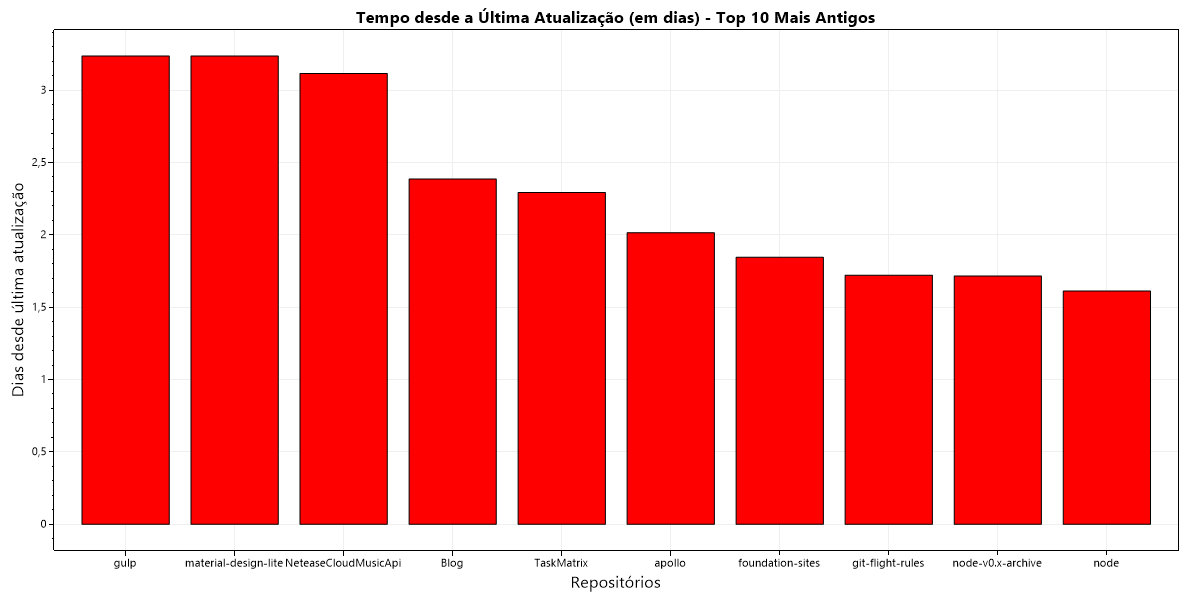 Tempo desde a Última Atualização (em dias) - Top 10 Mais Antigos
Dias desde última atualização
3
2,5
2
1,5
1
0,5
0
gulp
material-design-lite
NeteaseCloudMusicApi
Blog
TaskMatrix
apollo
foundation-sites
git-flight-rules
node-v0.x-archive
node
Repositórios